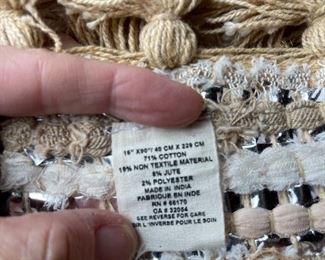 16" X90"/ 40 CM X 229 CM
71% COTTON
19% NON TEXTILE MATERIAL
8% JUTE
2% POLYESTER
MADE IN INDIA
FABRIQUE EN INDE
RN # 66170
CA # 32054
SEE REVERSE FOR CARE
VOIR L'INVERSE POUR LE SOIN